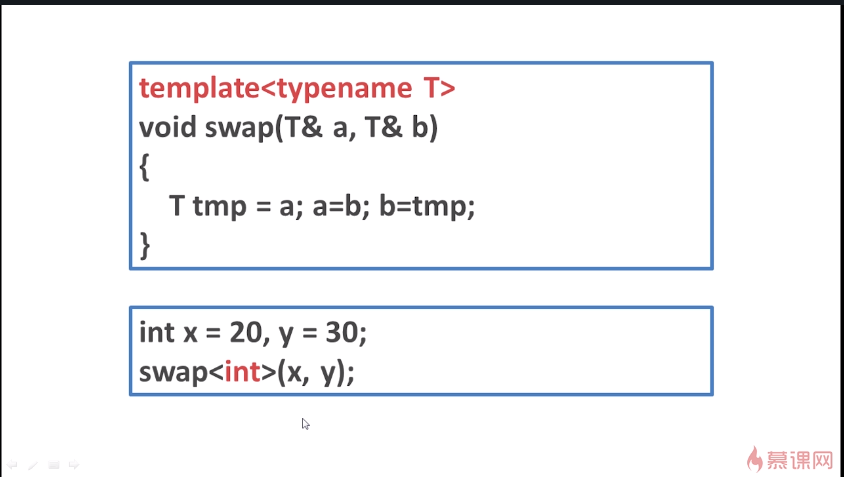 template<typename T>
void swap(T& a, T& b)
{
T tmp = a; a=b; b=tmp;
}
int x = 20, y = 30;
swap<int>(x, y);
慕课网